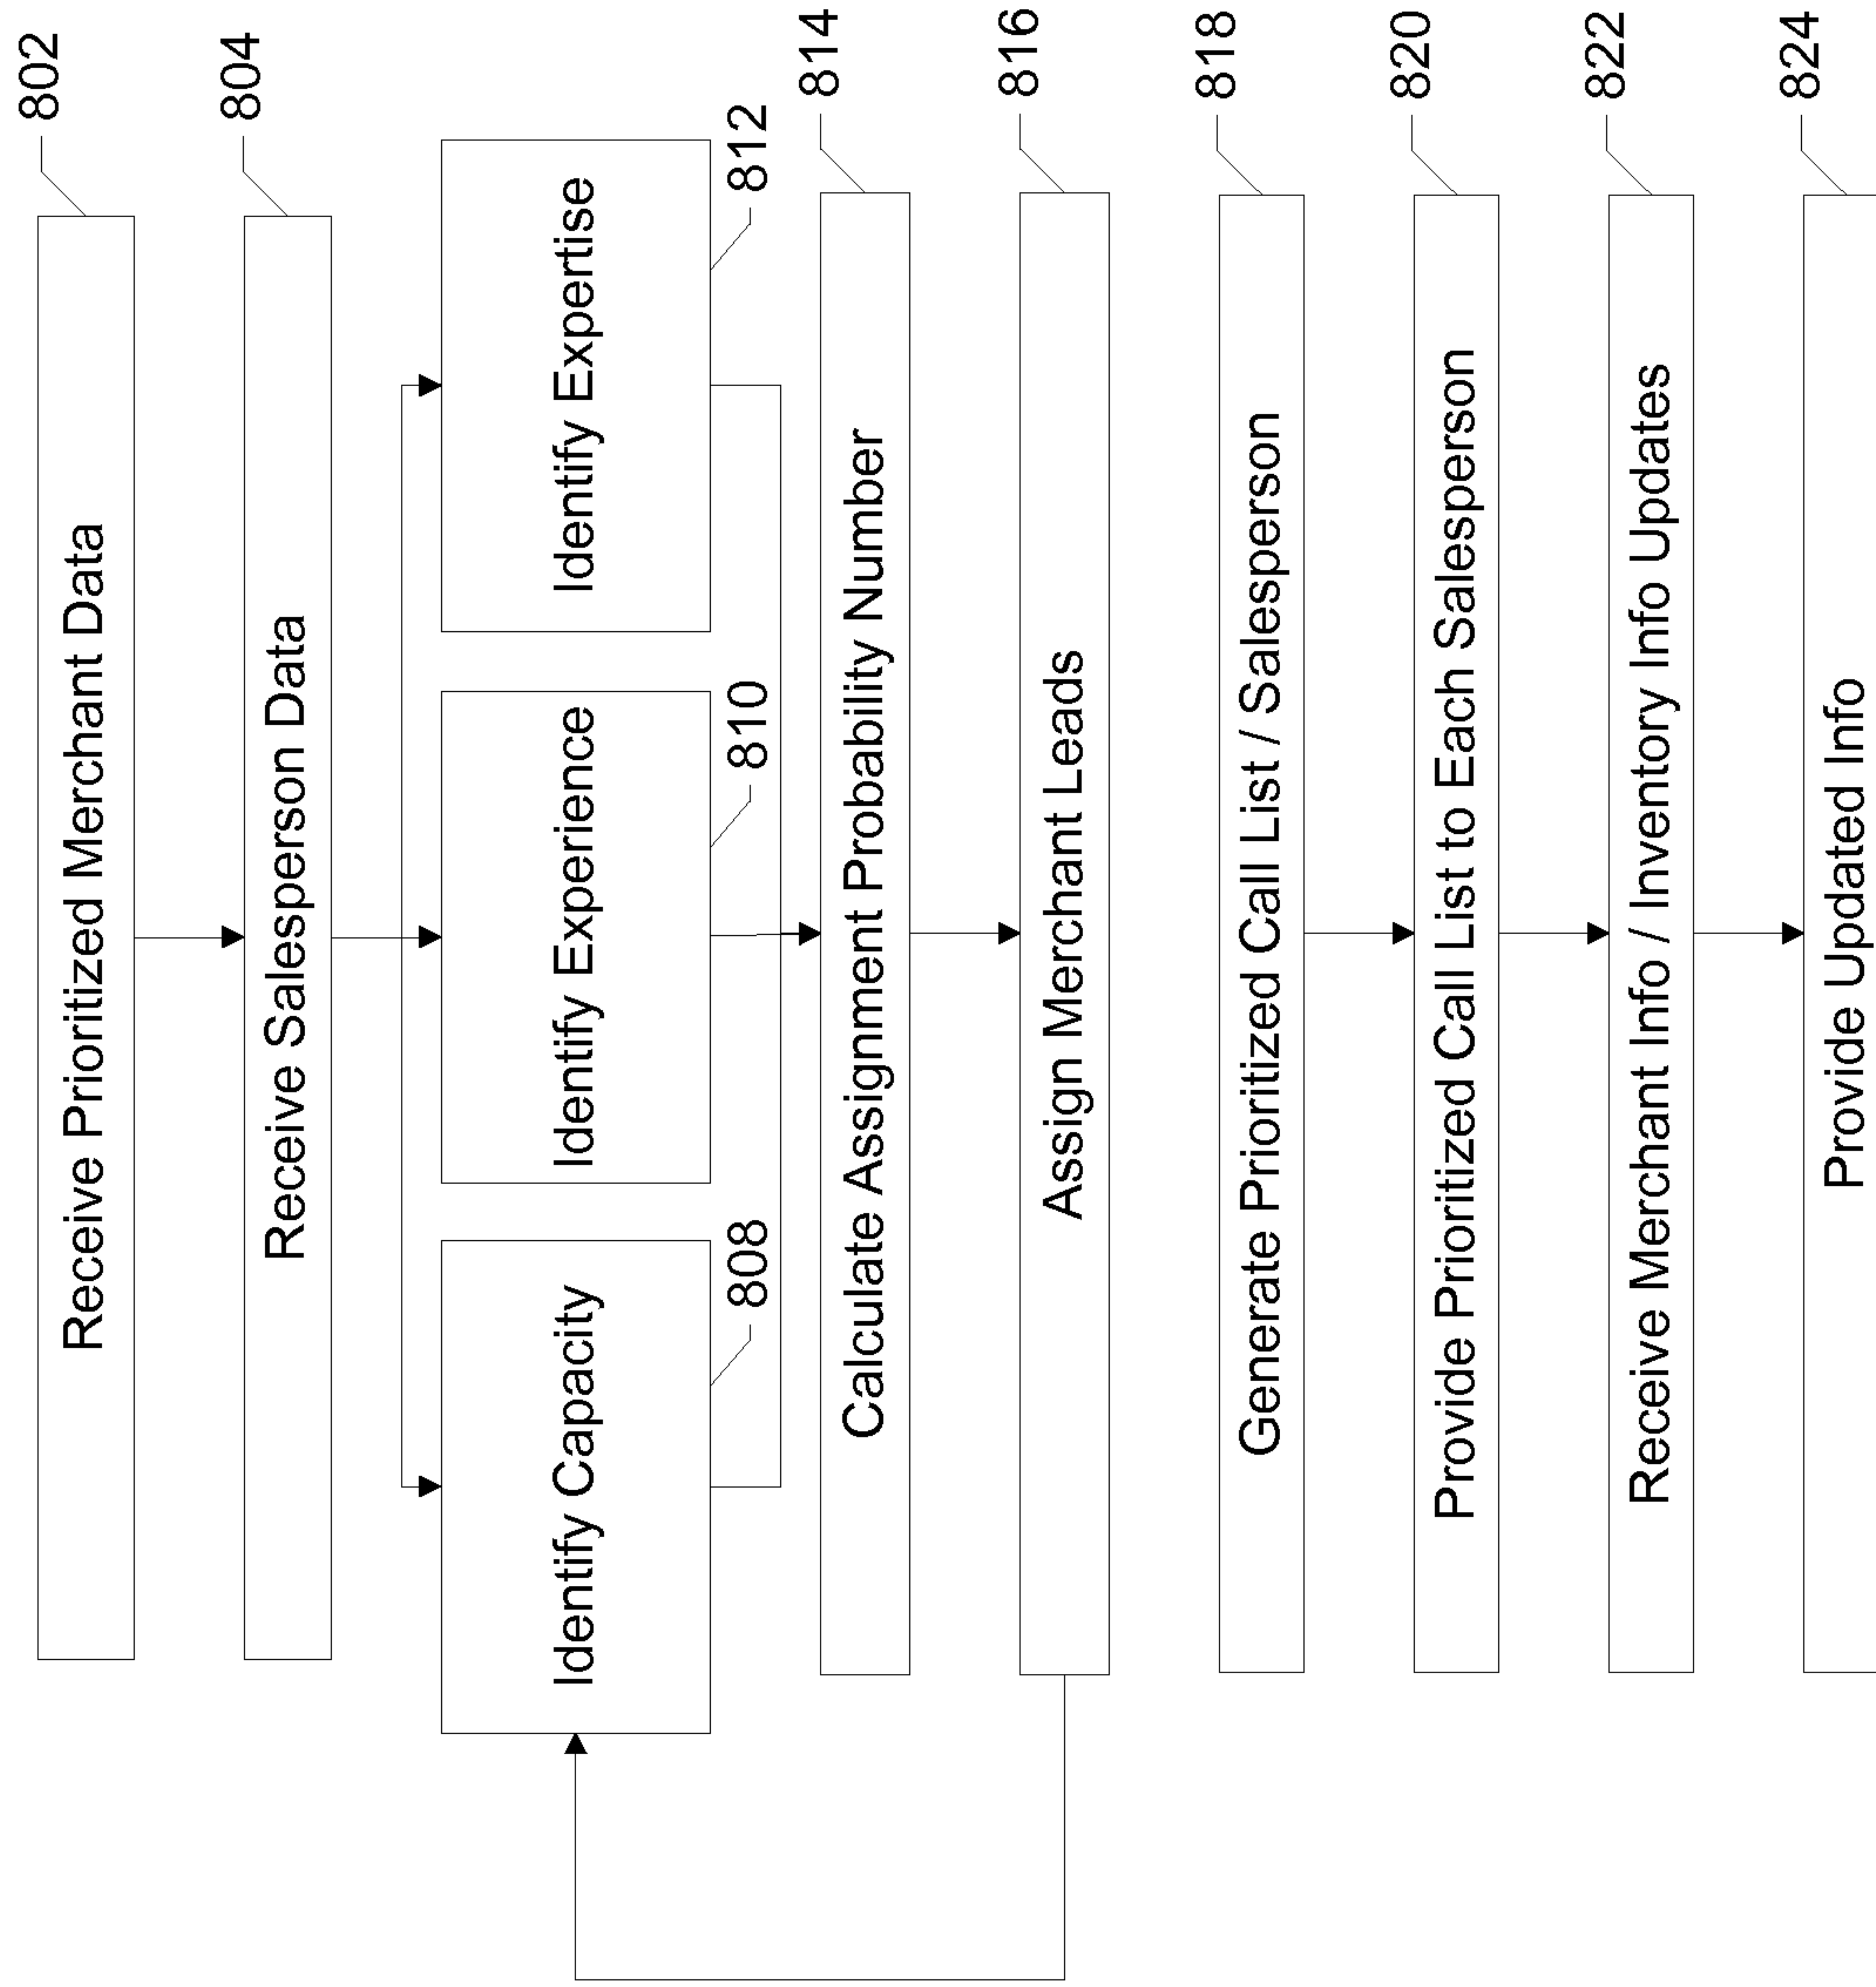 802
Receive Prioritized Merchant Data
804
Receive Salesperson Data
Identify Capacity
808
Identify Experience
810
Identify Expertise
812
Calculate Assignment Probability Number
814
Assign Merchant Leads
816
Generate Prioritized Call List / Salesperson
818
Provide Prioritized Call List to Each Salesperson
820
Receive Merchant Info / Inventory Info Updates
822
Provide Updated Info
824